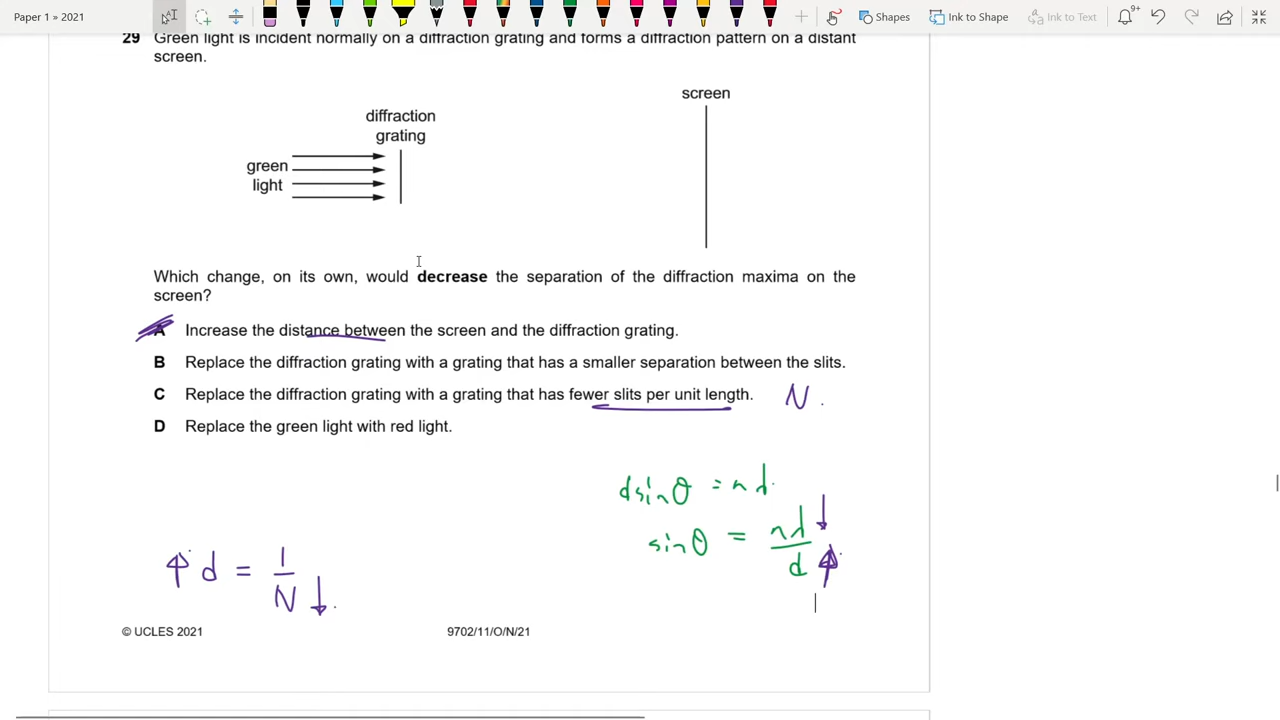 Paper 1 » 2021
Shapes
Ink to Shape
Ink to Text
9+
29 Green light is incident normally on a diffraction grating and forms a diffraction pattern on a distant
screen.
screen
diffraction
grating
green
light
Which change, on its own, would decrease the separation of the diffraction maxima on the
screen?
A Increase the distance between the screen and the diffraction grating.
B Replace the diffraction grating with a grating that has a smaller separation between the slits.
C Replace the diffraction grating with a grating that has fewer slits per unit length. N.
D Replace the green light with red light.
dsinθ = nλ
sinθ = nλ↓ / d↑
↑ d = 1 / N ↓
© UCLES 2021
9702/11/O/N/21